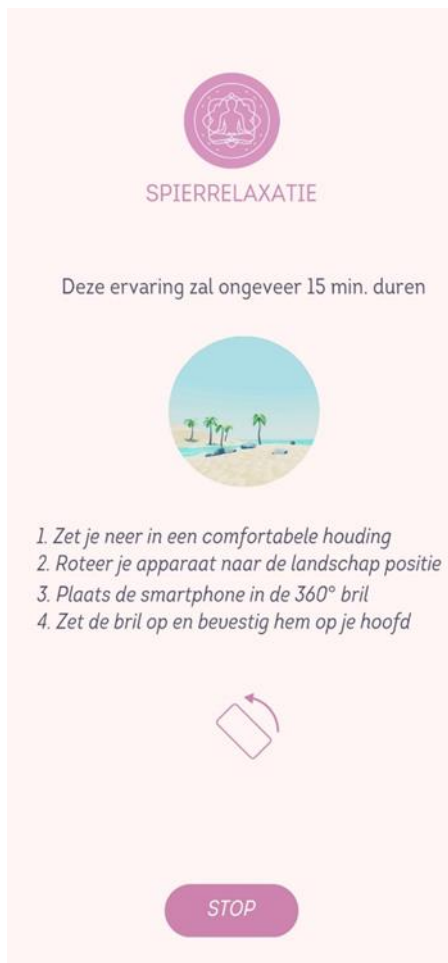 SPIERRELAXATIE
Deze ervaring zal ongeveer 15 min. duren
1. Zet je neer in een comfortabele houding
2. Roteer je apparaat naar de landschap positie
3. Plaats de smartphone in de 360° bril
4. Zet de bril op en bevestig hem op je hoofd
STOP